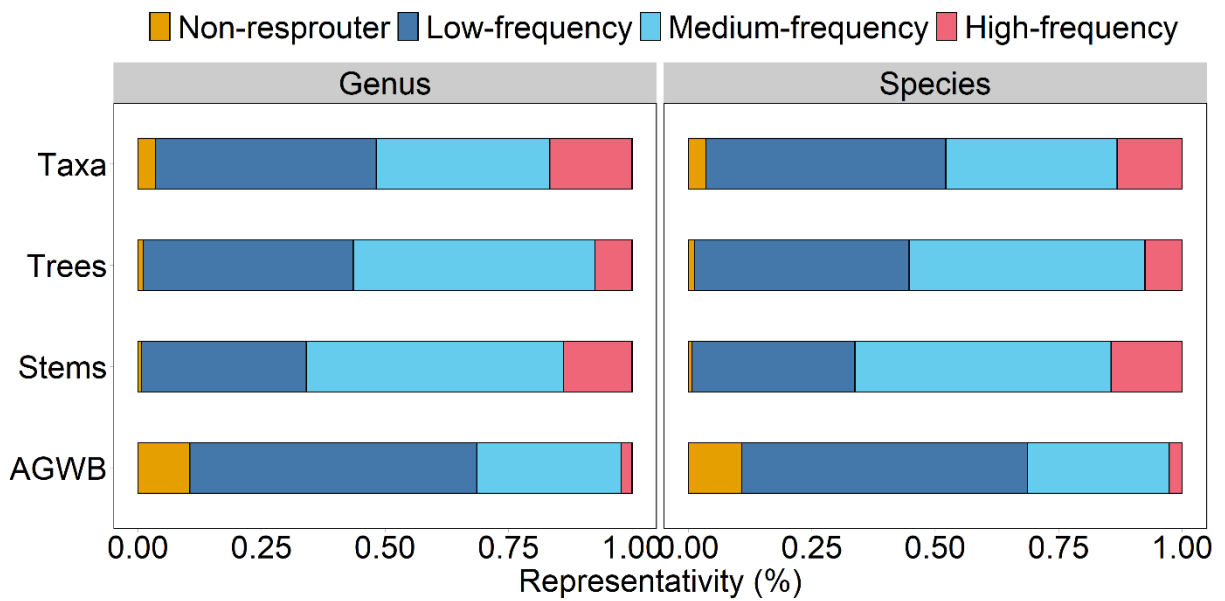 Non-resprouter Low-frequency Medium-frequency High-frequency
Genus Species
Taxa
Trees
Stems
AGWB
0.00 0.25 0.50 0.75 1.00 0.00 0.25 0.50 0.75 1.00
Representativity (%)